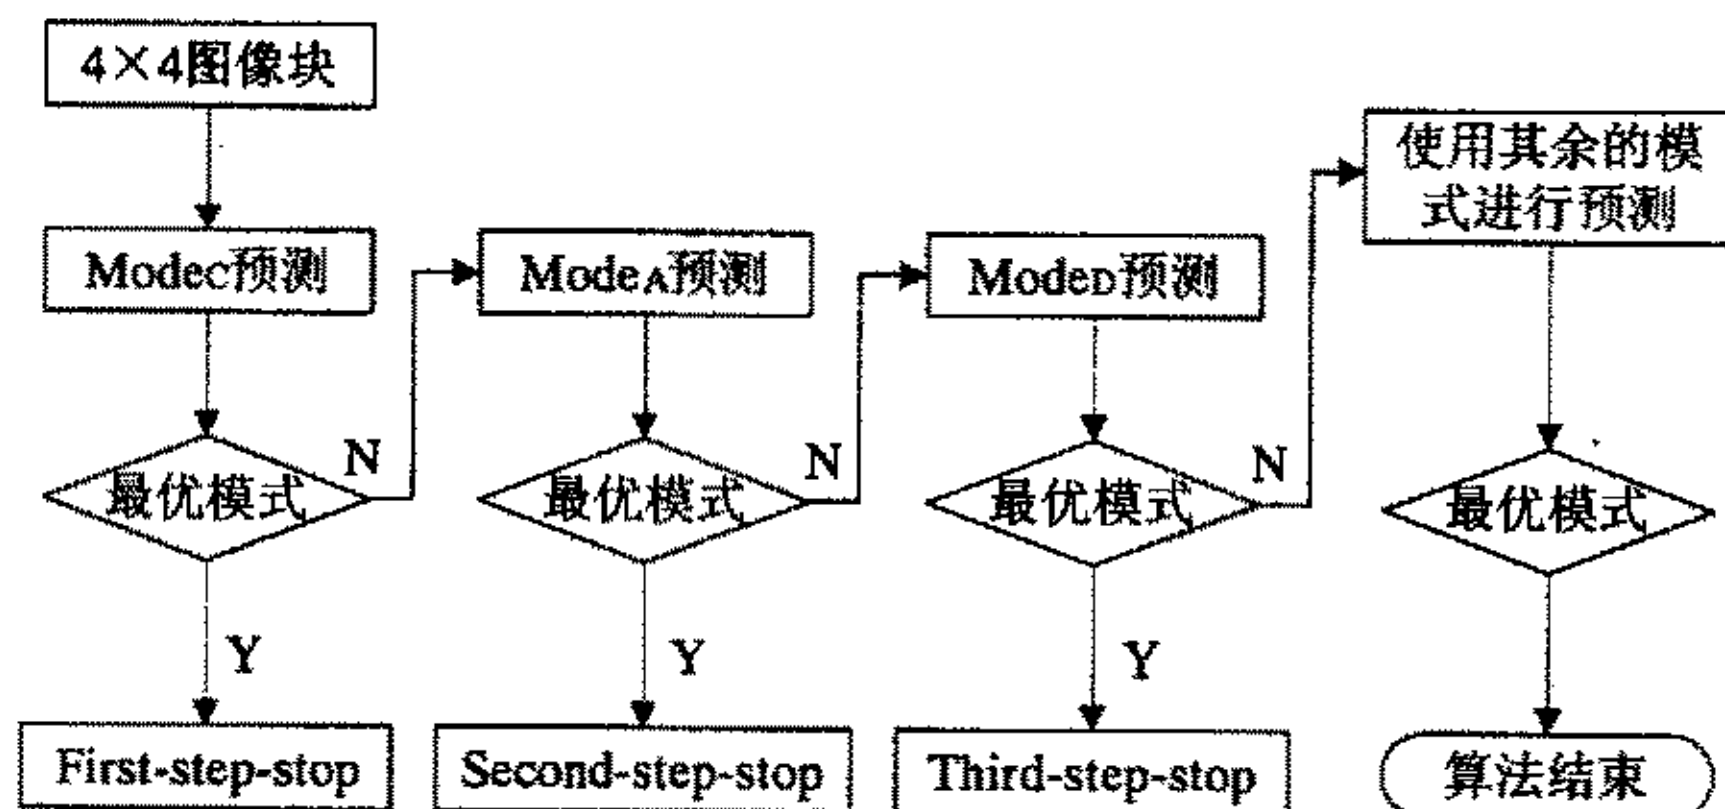 4×4图像块
ModeC预测
最优模式
N
Y
First-step-stop
ModeA预测
最优模式
N
Y
Second-step-stop
ModeD预测
最优模式
N
Y
Third-step-stop
使用其余的模
式进行预测
最优模式
算法结束